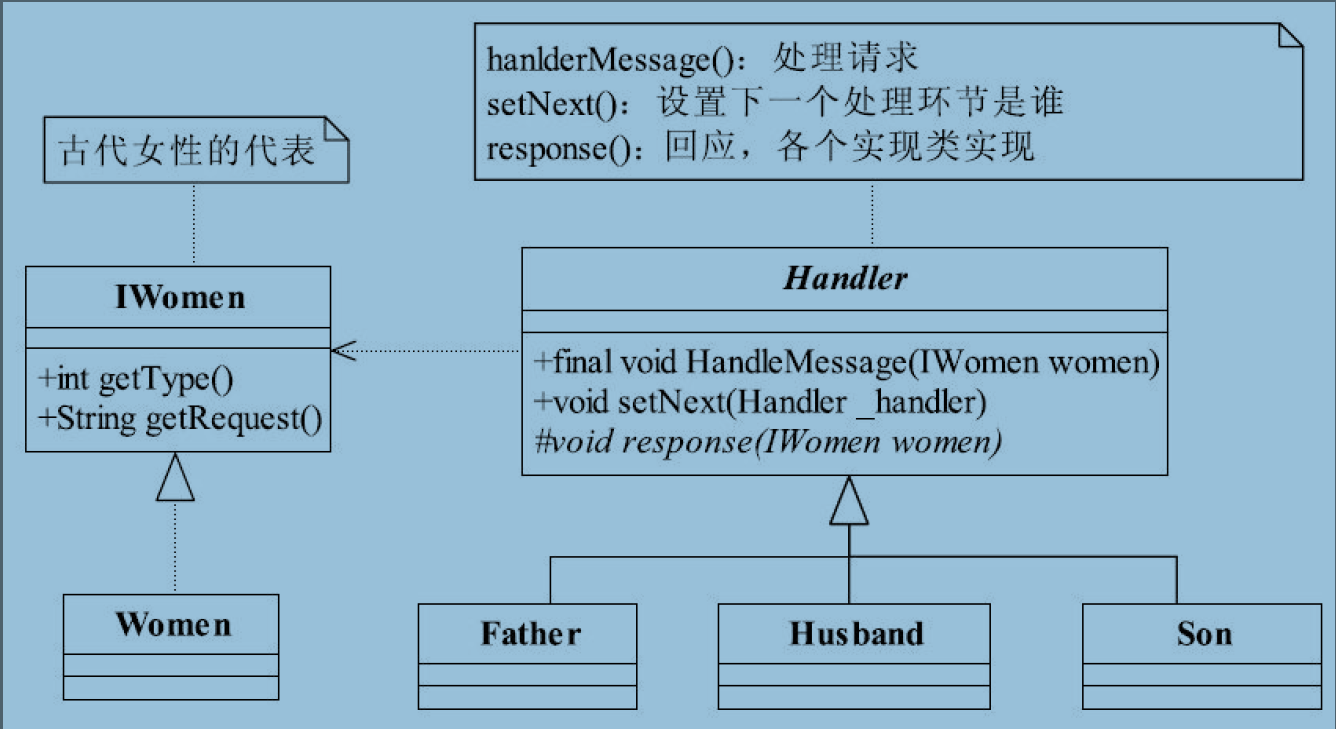 hanlderMessage()：处理请求
setNext()：设置下一个处理环节是谁
response()：回应，各个实现类实现
古代女性的代表
IWomen
+int getType()
+String getRequest()
Handler
+final void HandleMessage(IWomen women)
+void setNext(Handler _handler)
#void response(IWomen women)
Women
Father
Husband
Son